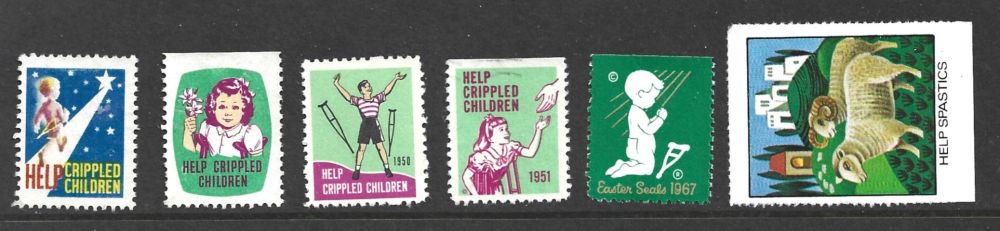 HELP CRIPPLED
CHILDREN
HELP CRIPPLED
CHILDREN
1950
HELP
CRIPPLED CHILDREN
HELP
CRIPPLED
CHILDREN
1951
©
®
Easter Seals 1967
HELP SPASTICS